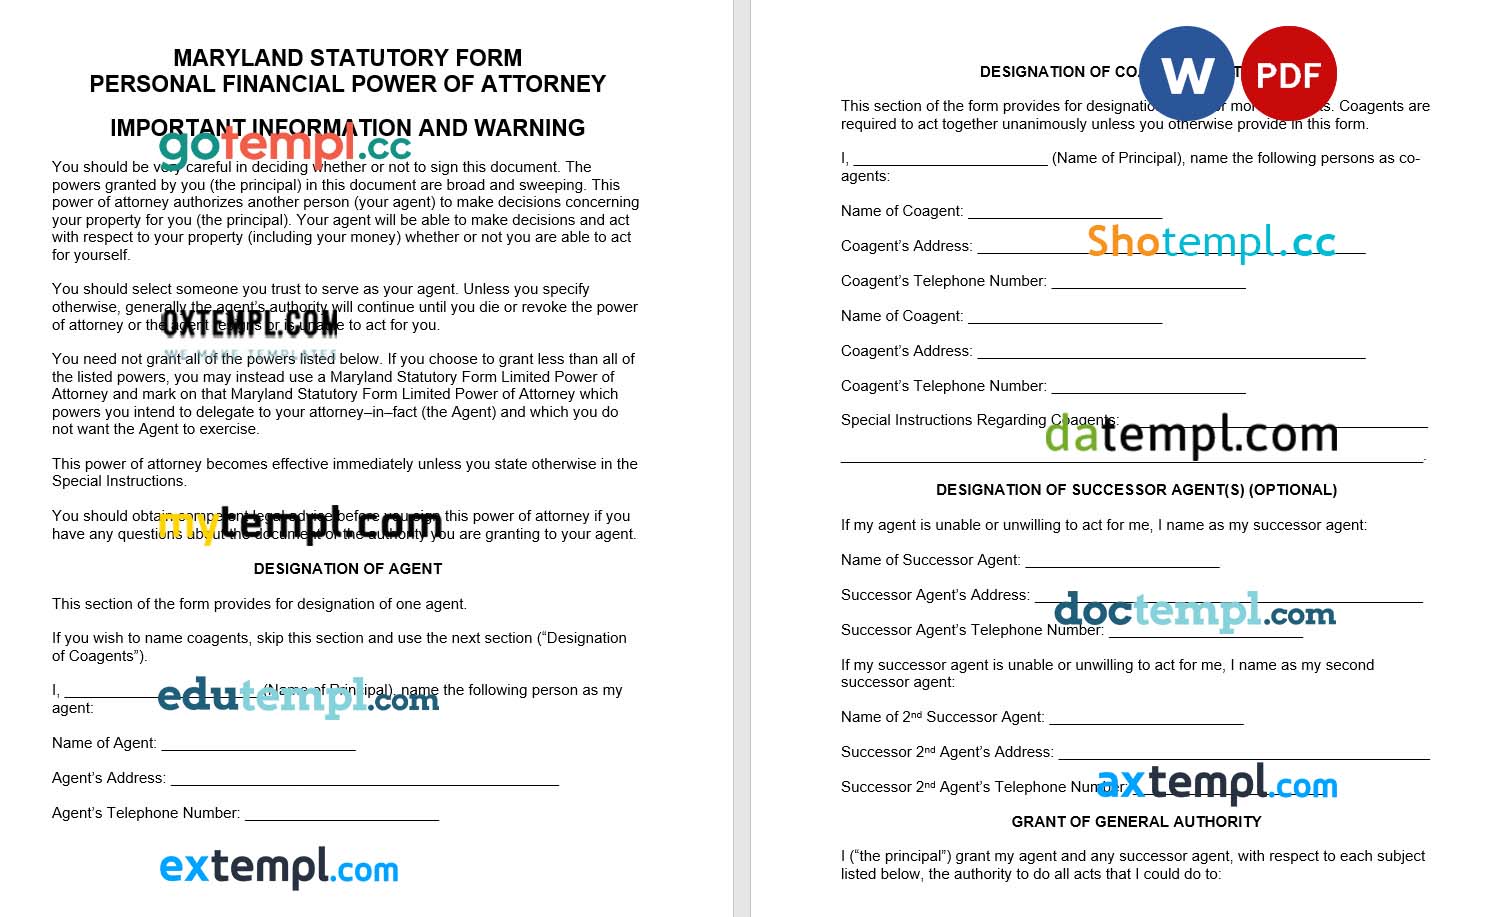 MARYLAND STATUTORY FORM
PERSONAL FINANCIAL POWER OF ATTORNEY
IMPORTANT INFORMATION AND WARNING
gotempl.cc
You should be very careful in deciding whether or not to sign this document. The
powers granted by you (the principal) in this document are broad and sweeping. This
power of attorney authorizes another person (your agent) to make decisions concerning
your property for you (the principal). Your agent will be able to make decisions and act
with respect to your property (including your money) whether or not you are able to act
for yourself.
You should select someone you trust to serve as your agent. Unless you specify
otherwise, generally the agent's authority will continue until you die or revoke the power
of attorney or the agent resigns or is unable to act for you.
OXTEMPL.COM
WE MAKE TEMPLATES
You need not grant all of the powers listed below. If you choose to grant less than all of
the listed powers, you may instead use a Maryland Statutory Form Limited Power of
Attorney and mark on that Maryland Statutory Form Limited Power of Attorney which
powers you intend to delegate to your attorney–in–fact (the Agent) and which you do
not want the Agent to exercise.
This power of attorney becomes effective immediately unless you state otherwise in the
Special Instructions.
You should obtain competent legal advice before you sign this power of attorney if you
have any questions about the document or the authority you are granting to your agent.
mytempl.com
DESIGNATION OF AGENT
This section of the form provides for designation of one agent.
If you wish to name coagents, skip this section and use the next section (“Designation
of Coagents”).
I, ________________________ (Name of Principal), name the following person as my
agent:
edutempl.com
Name of Agent: ________________________
Agent’s Address: ________________________________________________
Agent’s Telephone Number: ________________________
extempl.com
W PDF
DESIGNATION OF
This section of the form provides for designation or more. Coagents are
required to act together unanimously unless you otherwise provide in this form.
I, ________________________ (Name of Principal), name the following persons as co-
agents:
Name of Coagent: ________________________
Coagent’s Address: ________________________________________________
Shotempl.cc
Coagent’s Telephone Number: ________________________
Name of Coagent: ________________________
Coagent’s Address: ________________________________________________
Coagent’s Telephone Number: ________________________
Special Instructions Regarding Coagents: ______________________________________
________________________________________________________________________.
datempl.com
DESIGNATION OF SUCCESSOR AGENT(S) (OPTIONAL)
If my agent is unable or unwilling to act for me, I name as my successor agent:
Name of Successor Agent: ________________________
Successor Agent’s Address: ________________________________________________
doctempl.com
Successor Agent’s Telephone Number: ________________________
If my successor agent is unable or unwilling to act for me, I name as my second
successor agent:
Name of 2nd Successor Agent: ________________________
Successor 2nd Agent’s Address: ______________________________________________
Successor 2nd Agent’s Telephone Number: ________________________
axtempl.com
GRANT OF GENERAL AUTHORITY
I (“the principal”) grant my agent and any successor agent, with respect to each subject
listed below, the authority to do all acts that I could do to: